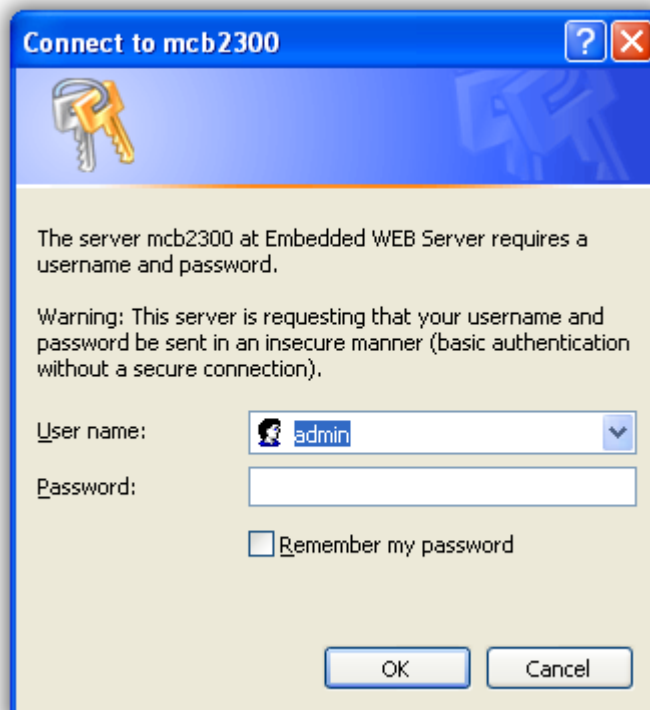 Connect to mcb2300
The server mcb2300 at Embedded WEB Server requires a
username and password.
Warning: This server is requesting that your username and
password be sent in an insecure manner (basic authentication
without a secure connection).
User name:
admin
Password:
Remember my password
OK
Cancel